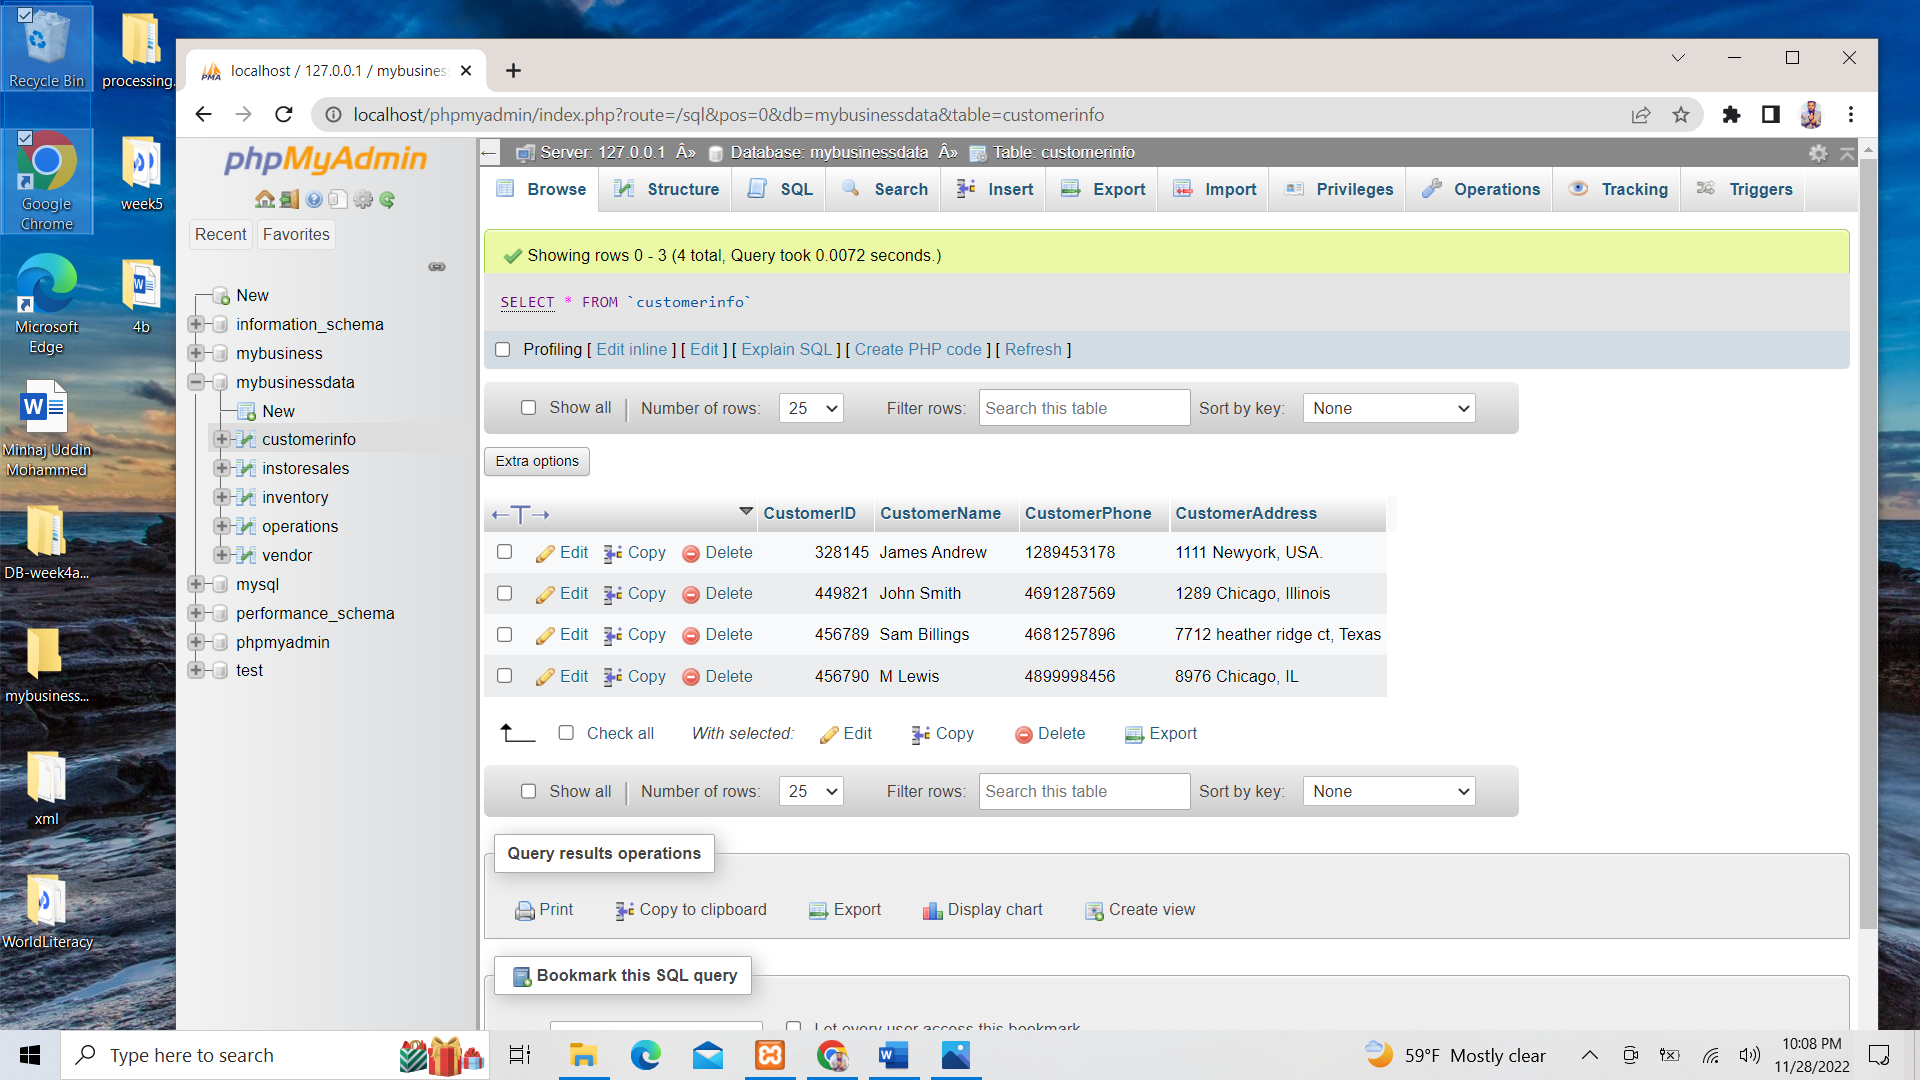 Recycle Bin
processing.
Google
Chrome
week5
Microsoft
Edge
4b
Minhaj Uddin
Mohammed
DB-week4a...
mybusiness...
xml
WorldLiteracy
PMA
localhost / 127.0.0.1 / mybusines
localhost/phpmyadmin/index.php?route=/sql&pos=0&db=mybusinessdata&table=customerinfo
phpMyAdmin
Recent Favorites
New
information_schema
mybusiness
mybusinessdata
New
customerinfo
instoresales
inventory
operations
vendor
mysql
performance_schema
phpmyadmin
test
Server: 127.0.0.1 Â» Database: mybusinessdata Â» Table: customerinfo
Browse Structure SQL Search Insert Export Import Privileges Operations Tracking Triggers
Showing rows 0 - 3 (4 total, Query took 0.0072 seconds.)
SELECT * FROM `customerinfo`
Profiling [ Edit inline ] [ Edit ] [ Explain SQL ] [ Create PHP code ] [ Refresh ]
Show all | Number of rows: 25 Filter rows: Search this table Sort by key: None
Extra options
←T→ CustomerID CustomerName CustomerPhone CustomerAddress
Edit Copy Delete 328145 James Andrew 1289453178 1111 Newyork, USA.
Edit Copy Delete 449821 John Smith 4691287569 1289 Chicago, Illinois
Edit Copy Delete 456789 Sam Billings 4681257896 7712 heather ridge ct, Texas
Edit Copy Delete 456790 M Lewis 4899998456 8976 Chicago, IL
Check all With selected: Edit Copy Delete Export
Show all | Number of rows: 25 Filter rows: Search this table Sort by key: None
Query results operations
Print Copy to clipboard Export Display chart Create view
Bookmark this SQL query
Let every user access this bookmark
Type here to search
59°F Mostly clear
10:08 PM
11/28/2022